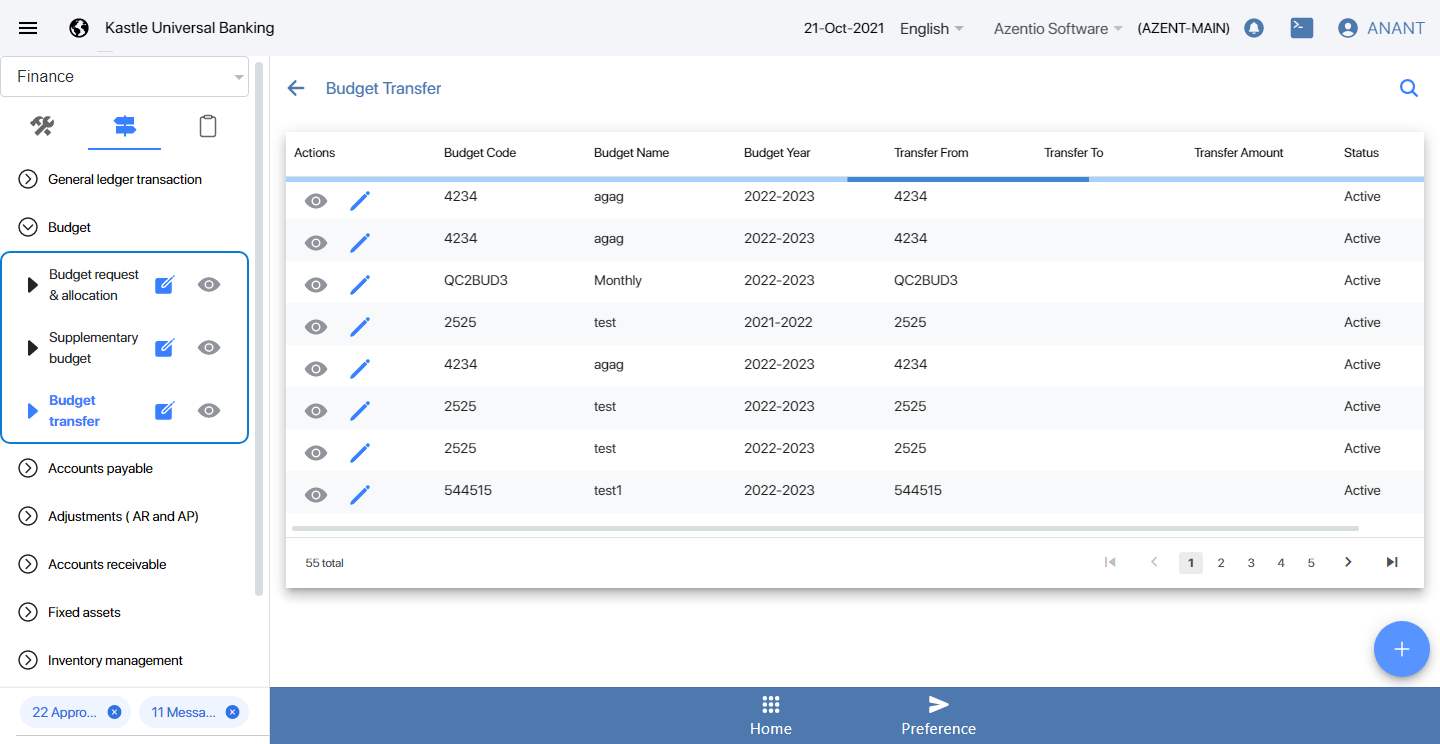 Kastle Universal Banking
21-Oct-2021 English Azentio Software (AZENT-MAIN) ANANT
Finance
General ledger transaction
Budget
Budget request
& allocation
Supplementary
budget
Budget
transfer
Accounts payable
Adjustments ( AR and AP)
Accounts receivable
Fixed assets
Inventory management
22 Appro...
11 Messa...
Budget Transfer
Actions Budget Code Budget Name Budget Year Transfer From Transfer To Transfer Amount Status
4234 agag 2022-2023 4234 Active
4234 agag 2022-2023 4234 Active
QC2BUD3 Monthly 2022-2023 QC2BUD3 Active
2525 test 2021-2022 2525 Active
4234 agag 2022-2023 4234 Active
2525 test 2022-2023 2525 Active
2525 test 2022-2023 2525 Active
544515 test1 2022-2023 544515 Active
55 total 1 2 3 4 5
Home Preference